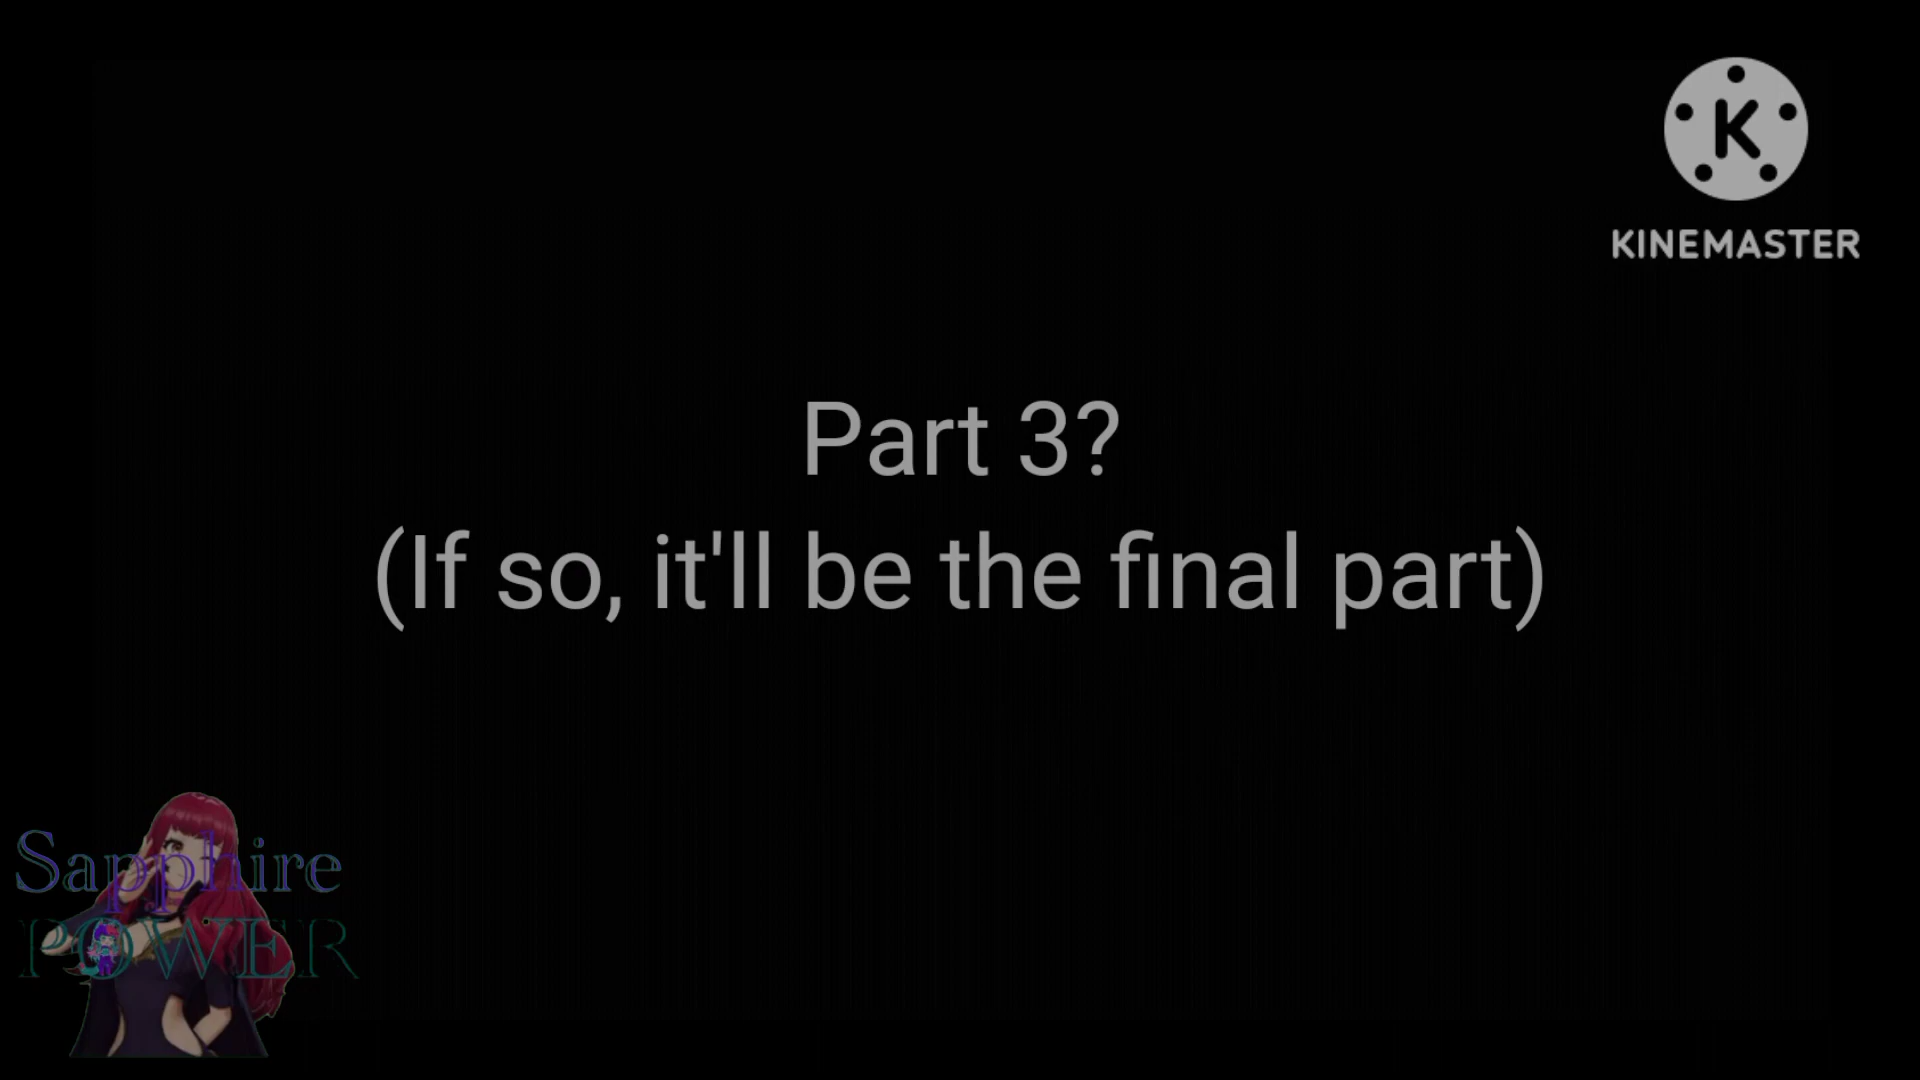 K
KINEMASTER
Part 3?
(If so, it'll be the final part)
Sapphire
POWER